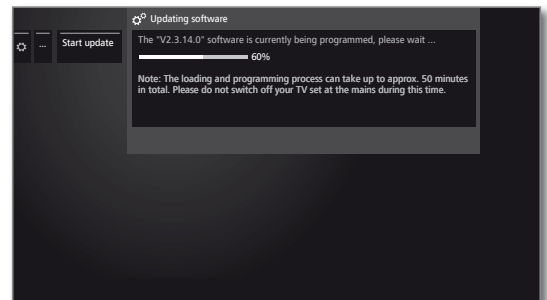 Updating software
... Start update
The "V2.3.14.0" software is currently being programmed, please wait ...
60%
Note: The loading and programming process can take up to approx. 50 minutes
in total. Please do not switch off your TV set at the mains during this time.